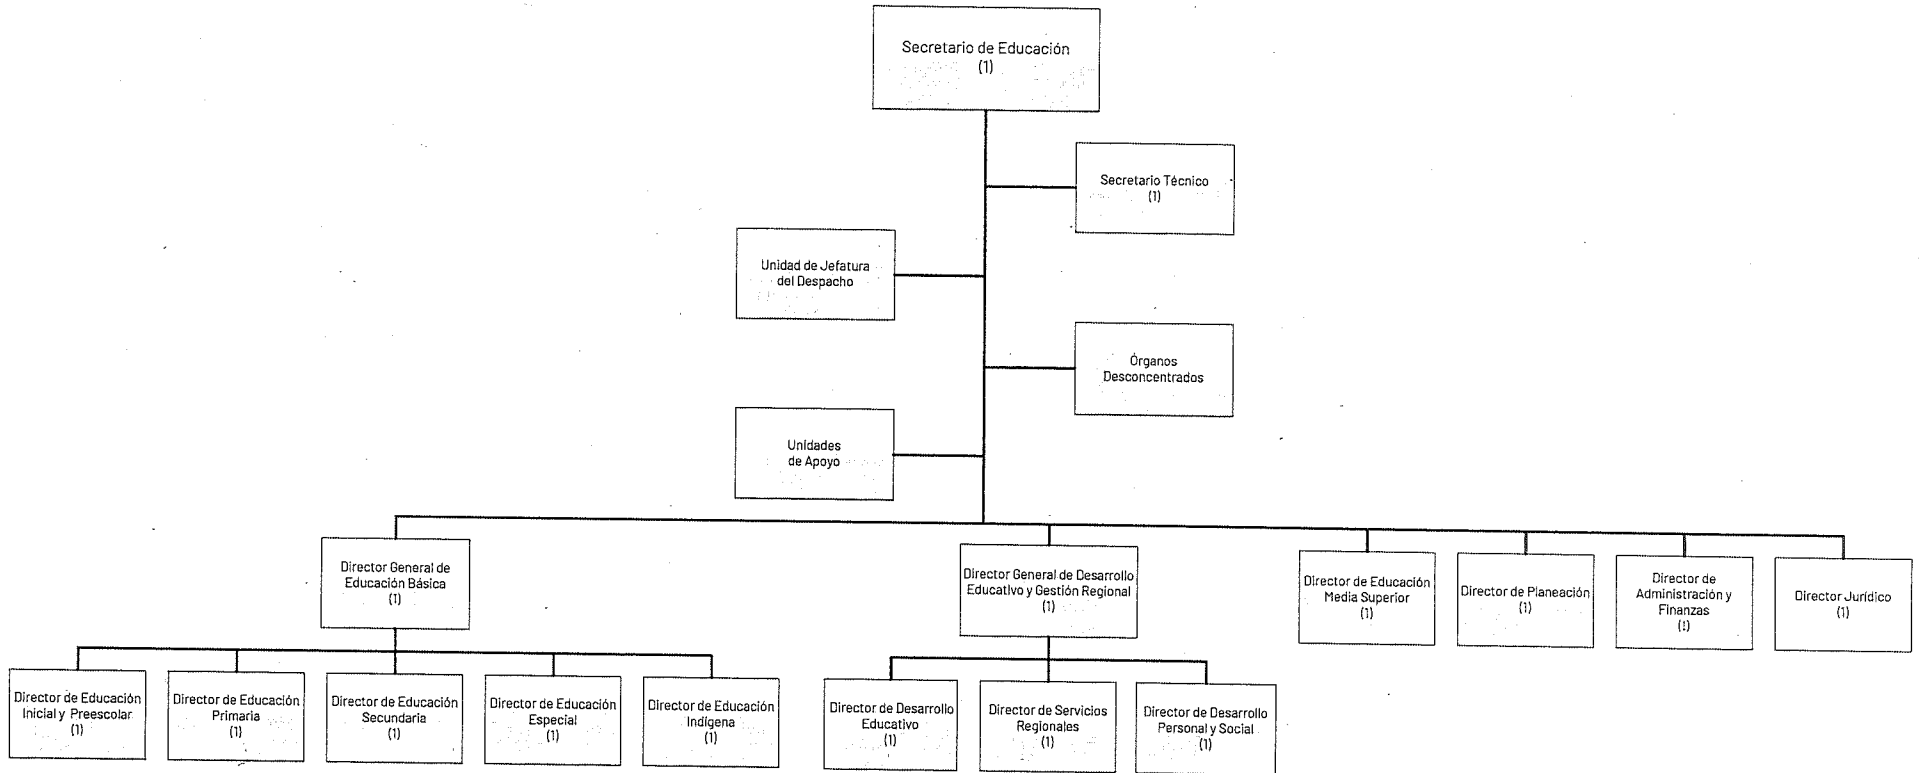 Secretario de Educación
(1)
Secretario Técnico
(1)
Unidad de Jefatura
del Despacho
Órganos
Desconcentrados
Unidades
de Apoyo
Director General de
Educación Básica
(1)
Director General de Desarrollo
Educativo y Gestión Regional
(1)
Director de Educación
Media Superior
(1)
Director de Planeación
(1)
Director de
Administración y
Finanzas
(1)
Director Jurídico
(1)
Director de Educación
Inicial y Preescolar
(1)
Director de Educación
Primaria
(1)
Director de Educación
Secundaria
(1)
Director de Educación
Especial
(1)
Director de Educación
Indígena
(1)
Director de Desarrollo
Educativo
(1)
Director de Servicios
Regionales
(1)
Director de Desarrollo
Personal y Social
(1)